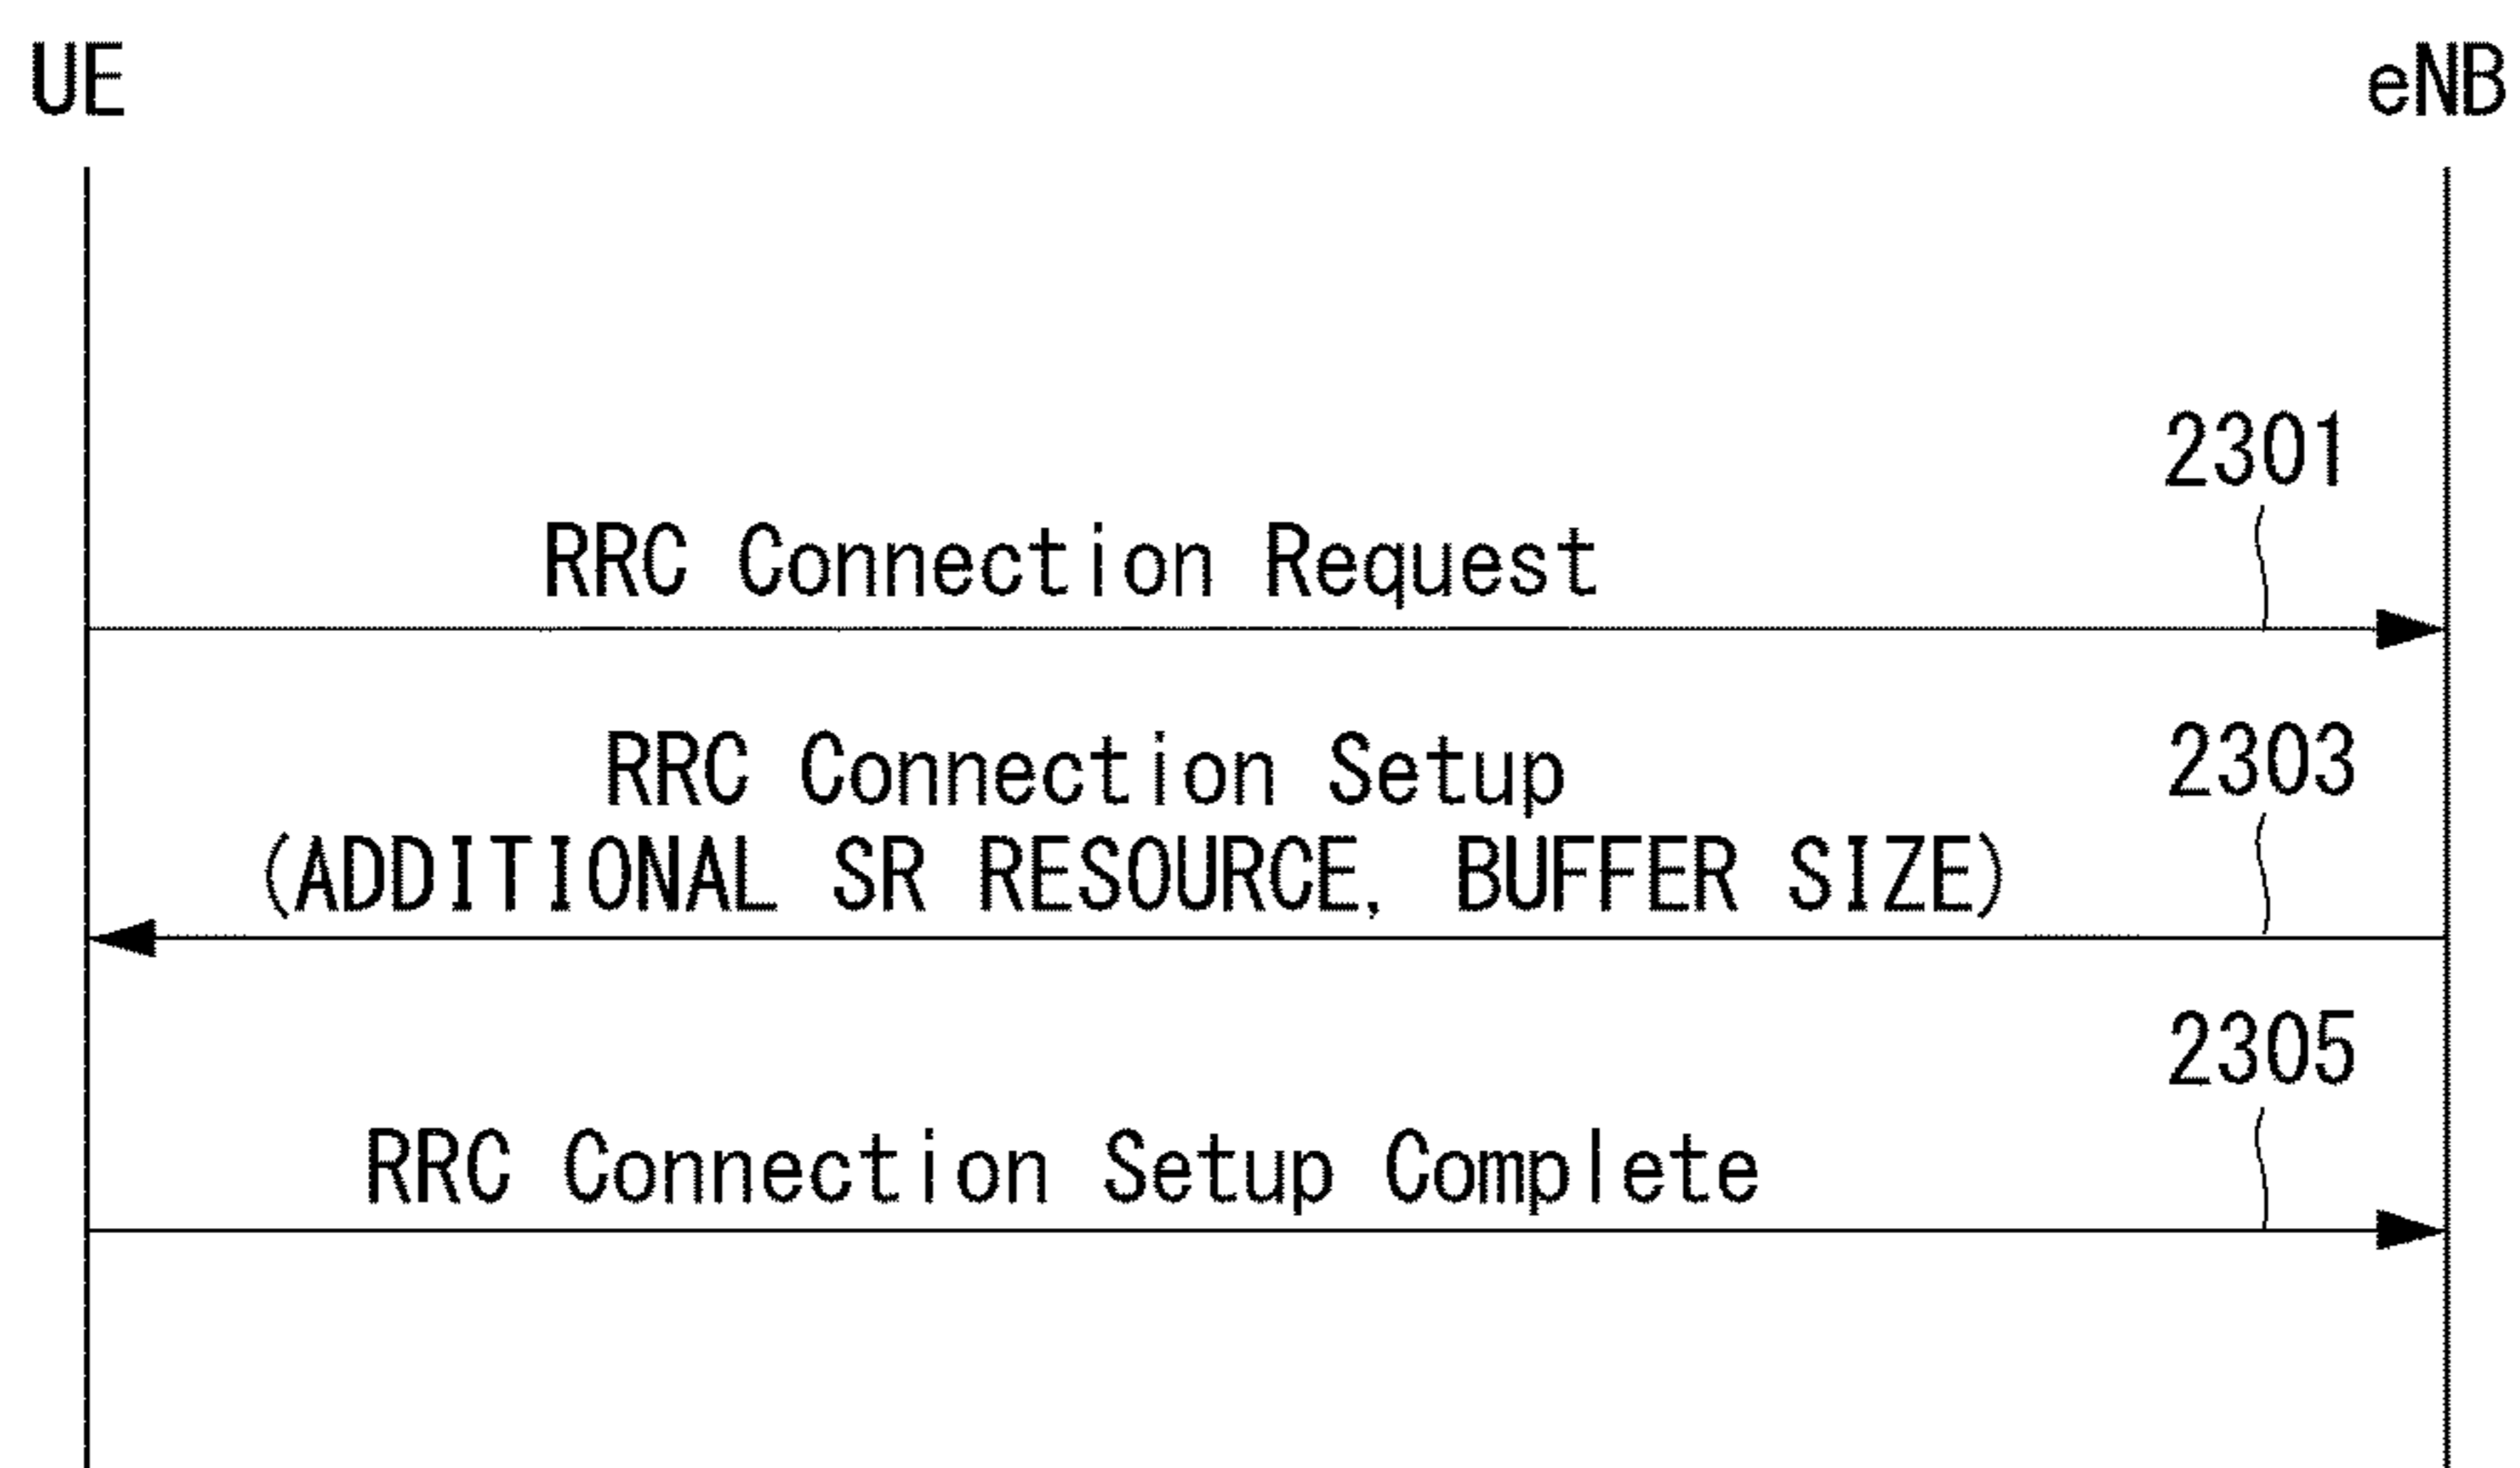 UE
eNB
2301
RRC Connection Request
2303
RRC Connection Setup
(ADDITIONAL SR RESOURCE, BUFFER SIZE)
2305
RRC Connection Setup Complete